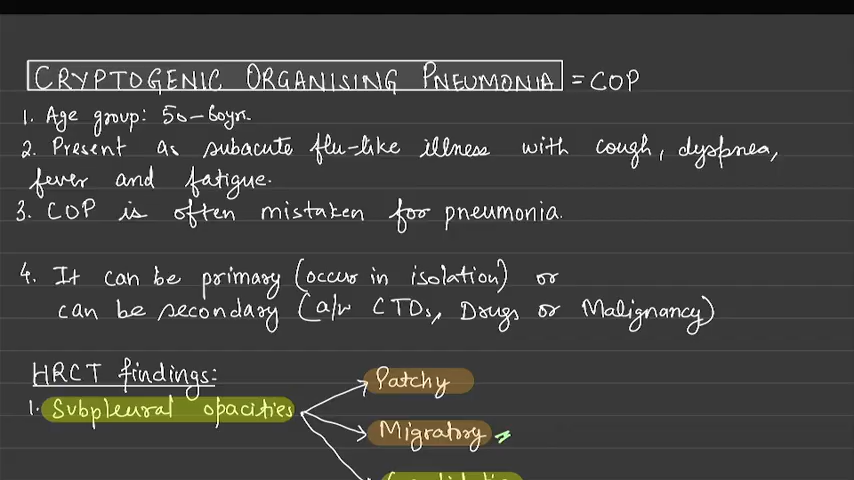 CRYPTOGENIC ORGANISING PNEUMONIA = COP
1. Age group: 50-60yrs.
2. Present as subacute flu-like illness with cough, dyspnea,
fever and fatigue.
3. COP is often mistaken for pneumonia.
4. It can be primary (occur in isolation) or
can be secondary (a/w CTDs, Drugs or Malignancy)
HRCT findings:
Patchy
1. Subpleural opacities
Migratory